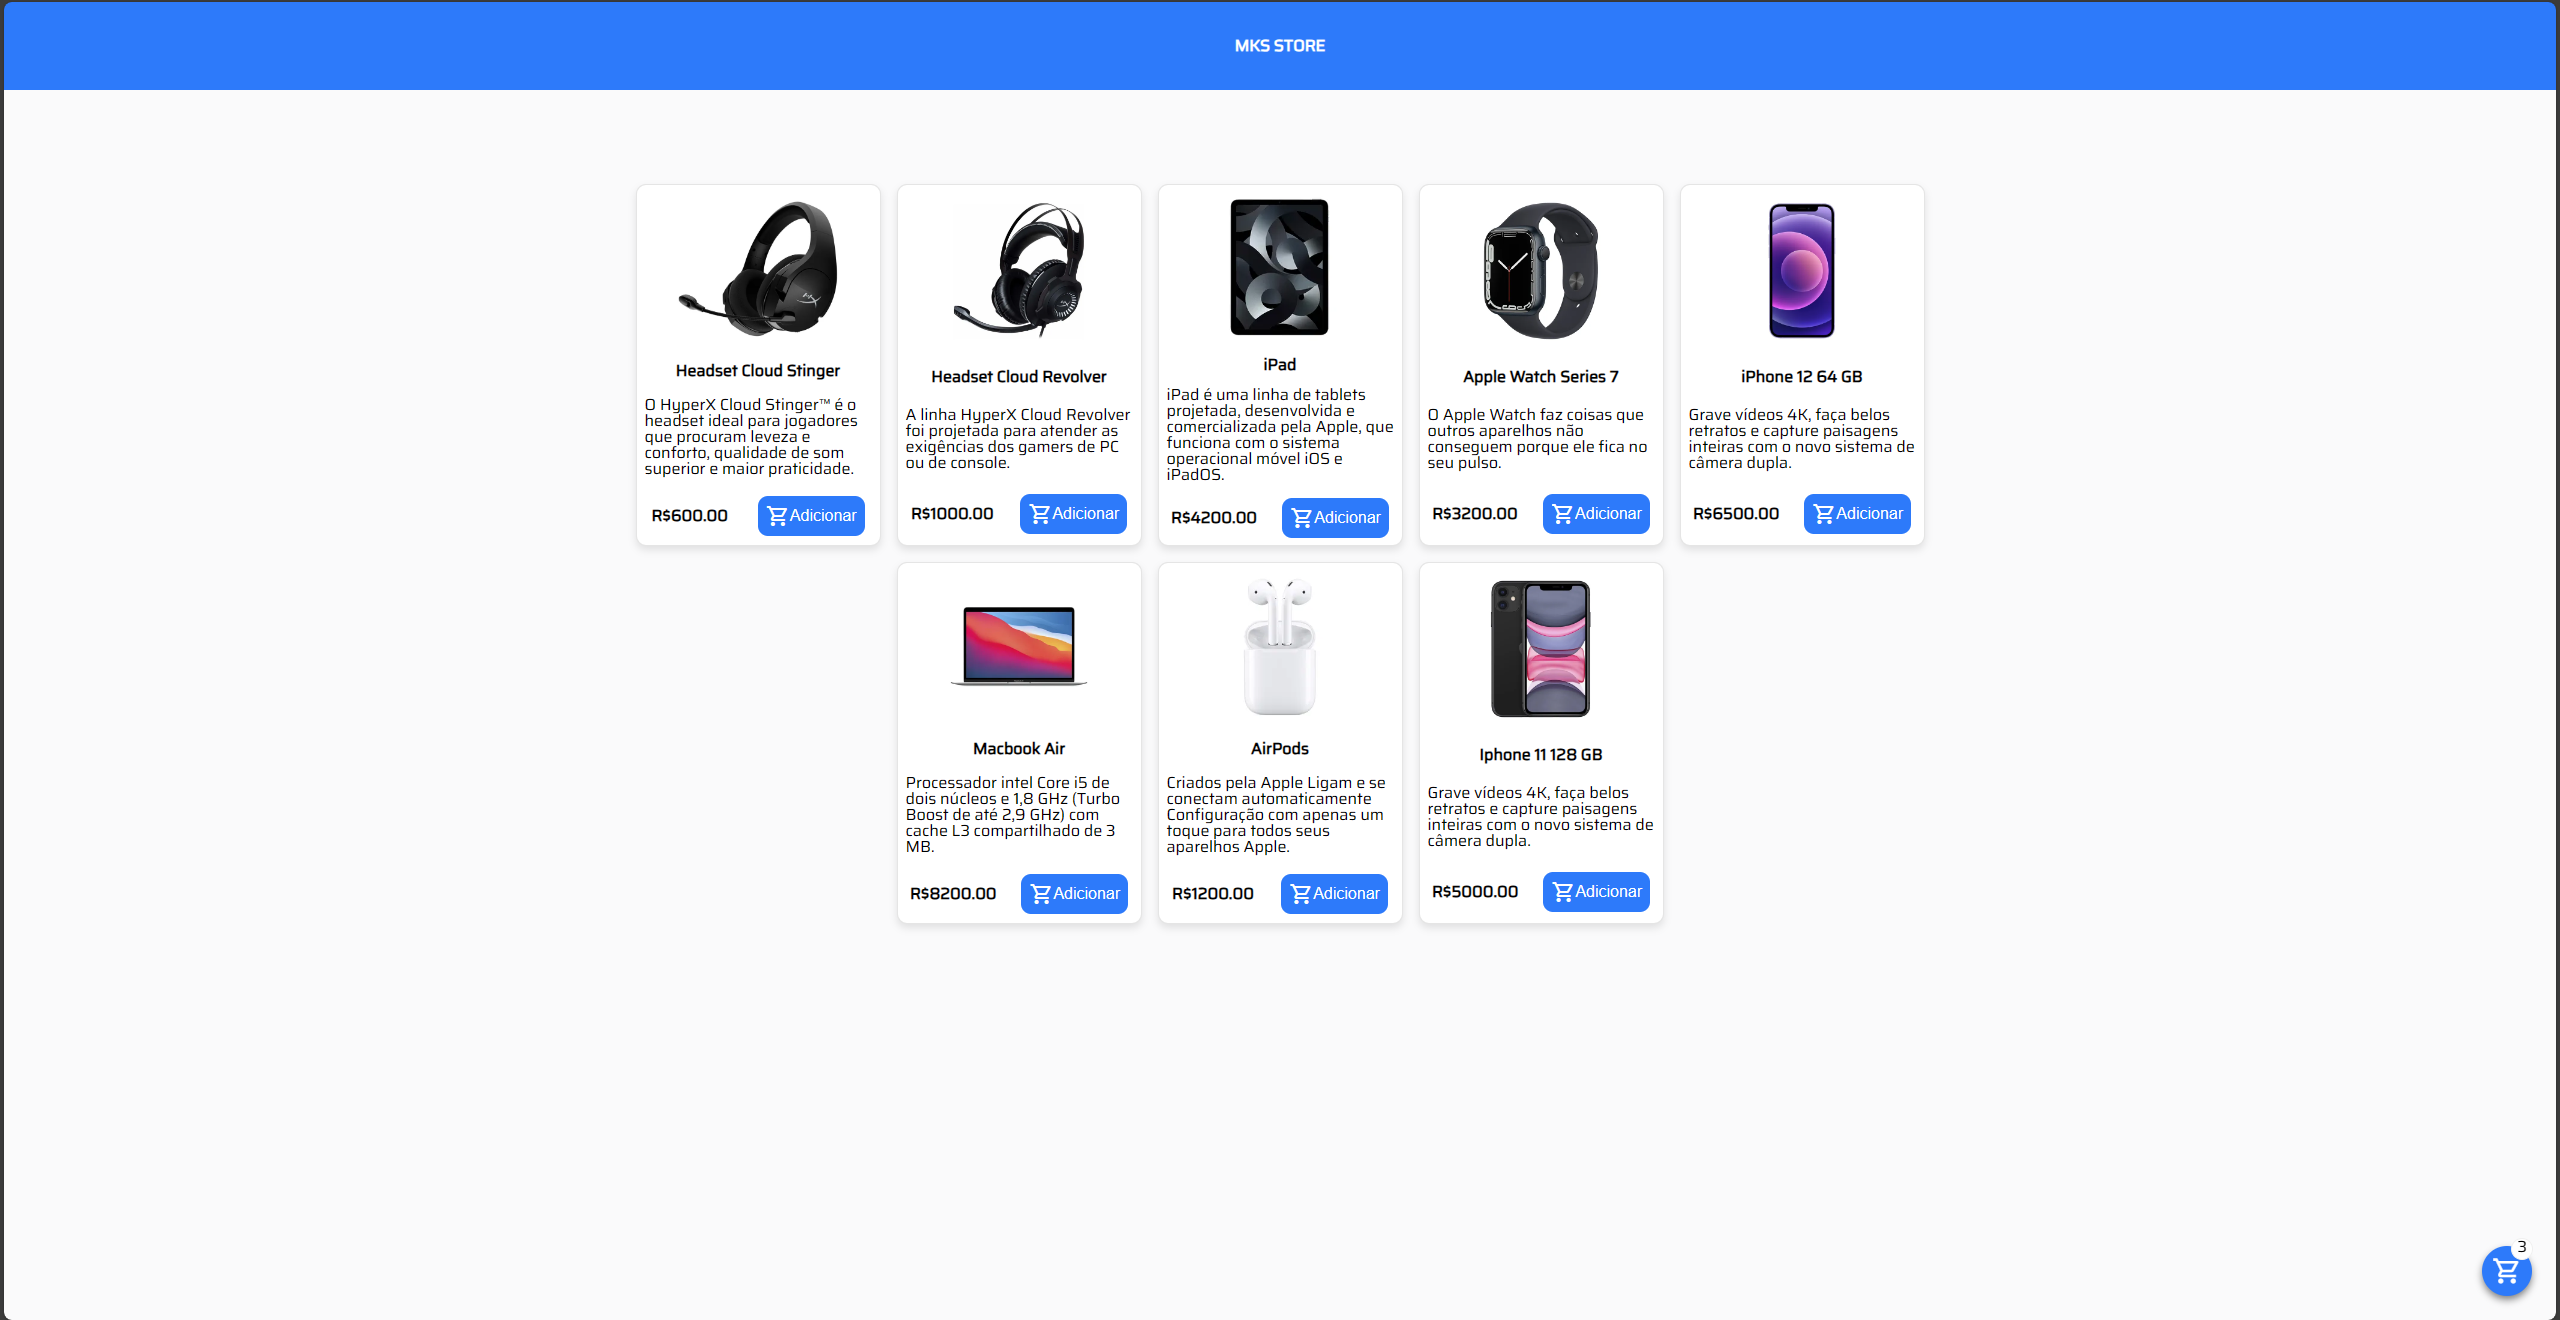 MKS STORE
Headset Cloud Stinger
O HyperX Cloud Stinger™ é o
headset ideal para jogadores
que procuram leveza e
conforto, qualidade de som
superior e maior praticidade.
R$600.00
Adicionar
Headset Cloud Revolver
A linha HyperX Cloud Revolver
foi projetada para atender as
exigências dos gamers de PC
ou de console.
R$1000.00
Adicionar
iPad
iPad é uma linha de tablets
projetada, desenvolvida e
comercializada pela Apple, que
funciona com o sistema
operacional móvel iOS e
iPadOS.
R$4200.00
Adicionar
Apple Watch Series 7
O Apple Watch faz coisas que
outros aparelhos não
conseguem porque ele fica no
seu pulso.
R$3200.00
Adicionar
iPhone 12 64 GB
Grave vídeos 4K, faça belos
retratos e capture paisagens
inteiras com o novo sistema de
câmera dupla.
R$6500.00
Adicionar
Macbook Air
Processador intel Core i5 de
dois núcleos e 1,8 GHz (Turbo
Boost de até 2,9 GHz) com
cache L3 compartilhado de 3
MB.
R$8200.00
Adicionar
AirPods
Criados pela Apple Ligam e se
conectam automaticamente
Configuração com apenas um
toque para todos seus
aparelhos Apple.
R$1200.00
Adicionar
Iphone 11 128 GB
Grave vídeos 4K, faça belos
retratos e capture paisagens
inteiras com o novo sistema de
câmera dupla.
R$5000.00
Adicionar
3